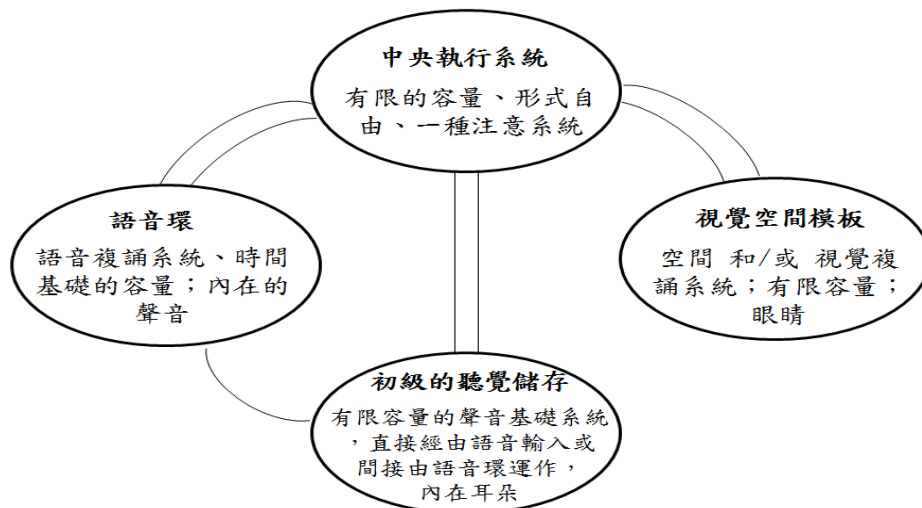 中央執行系統
有限的容量、形式自
由、一種注意系統
語音環
語音複誦系統、時間
基礎的容量；內在的
聲音
視覺空間模板
空間 和/或 視覺複
誦系統；有限容量；
眼睛
初級的聽覺儲存
有限容量的聲音基礎系統
，直接經由語音輸入或
間接由語音環運作，
內在耳朵